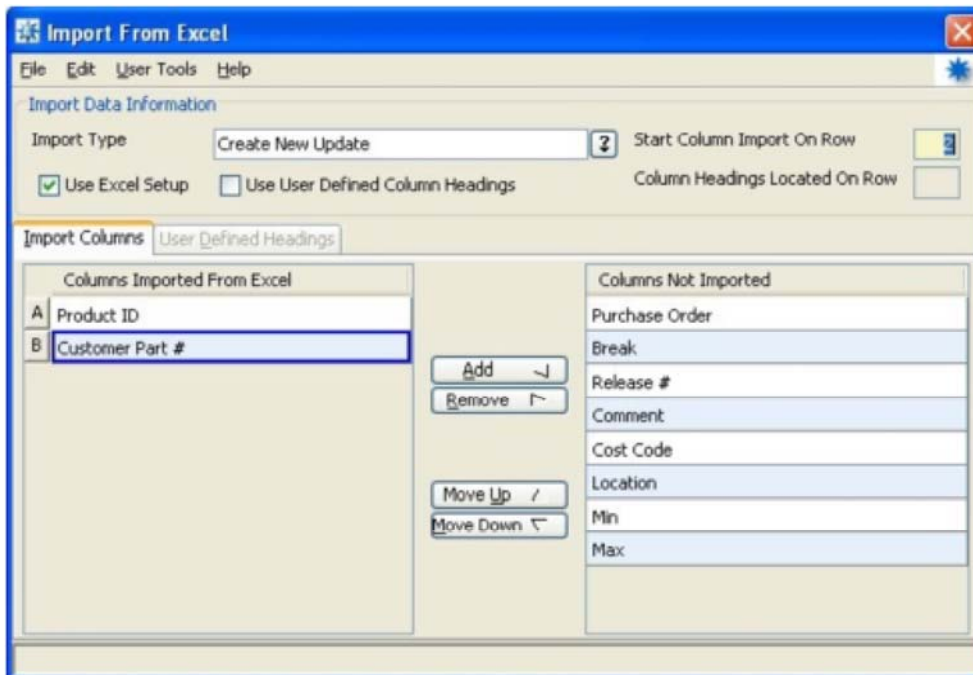 Import From Excel
File Edit User Tools Help
Import Data Information
Import Type Create New Update ? Start Column Import On Row 2
Use Excel Setup Use User Defined Column Headings Column Headings Located On Row
Import Columns User Defined Headings
Columns Imported From Excel Columns Not Imported
A Product ID Purchase Order
B Customer Part # Break
Release #
Add
Remove
Comment
Cost Code
Location
Move Up
Move Down
Min
Max